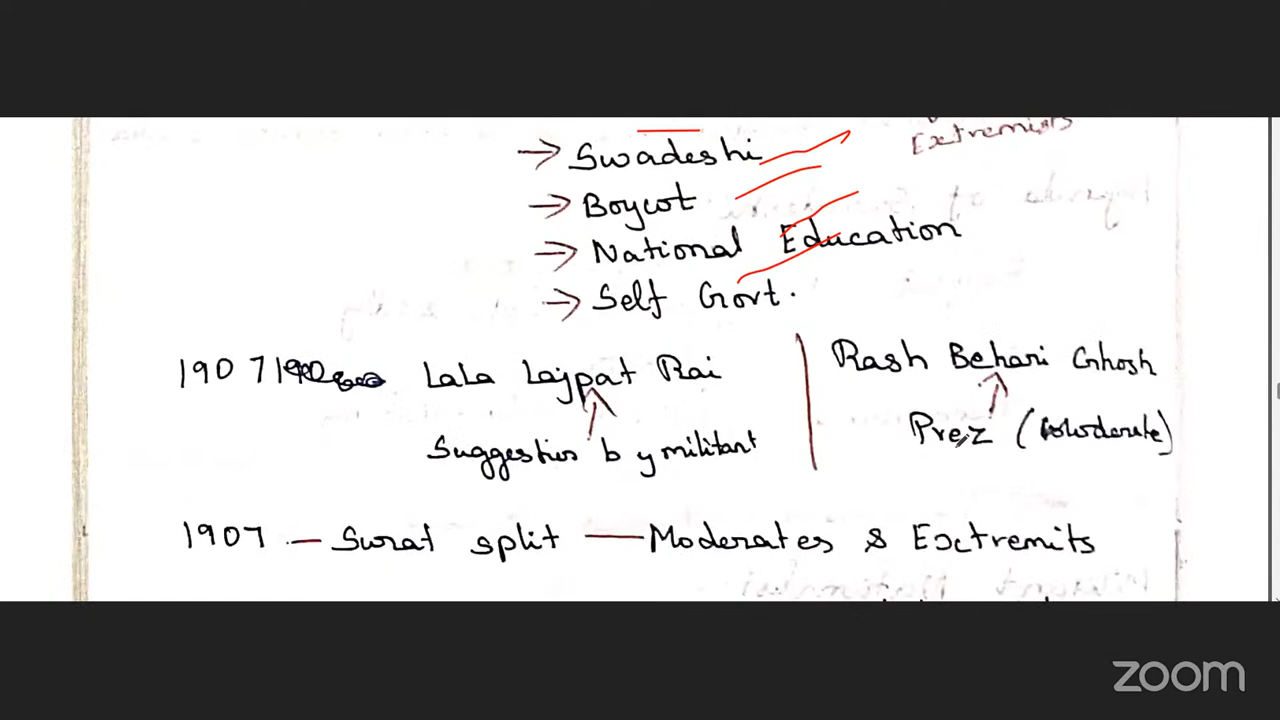 Extremists
→ Swadeshi
→ Boycot
→ National Education
→ Self Govt.
1907 Lala Lajpat Rai | Rash Behari Ghosh
Suggestion by militant Prez (Moderate)
1907 — Surat split — Moderates & Extremits
zoom